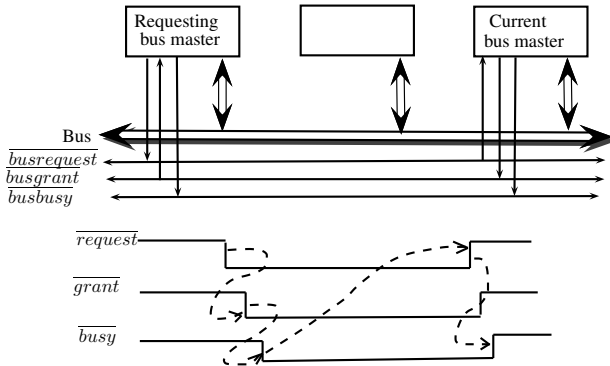 Requesting
bus master
Current
bus master
Bus
busrequest
busgrant
busbusy
request
grant
busy